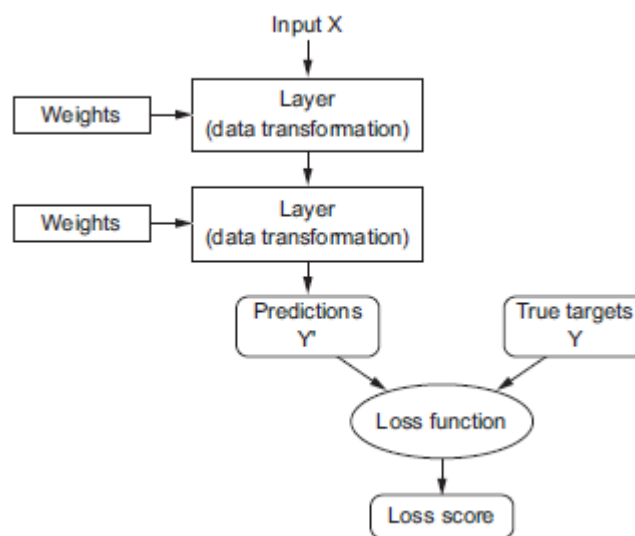 Input X
Weights
Layer
(data transformation)
Weights
Layer
(data transformation)
Predictions
Y'
True targets
Y
Loss function
Loss score